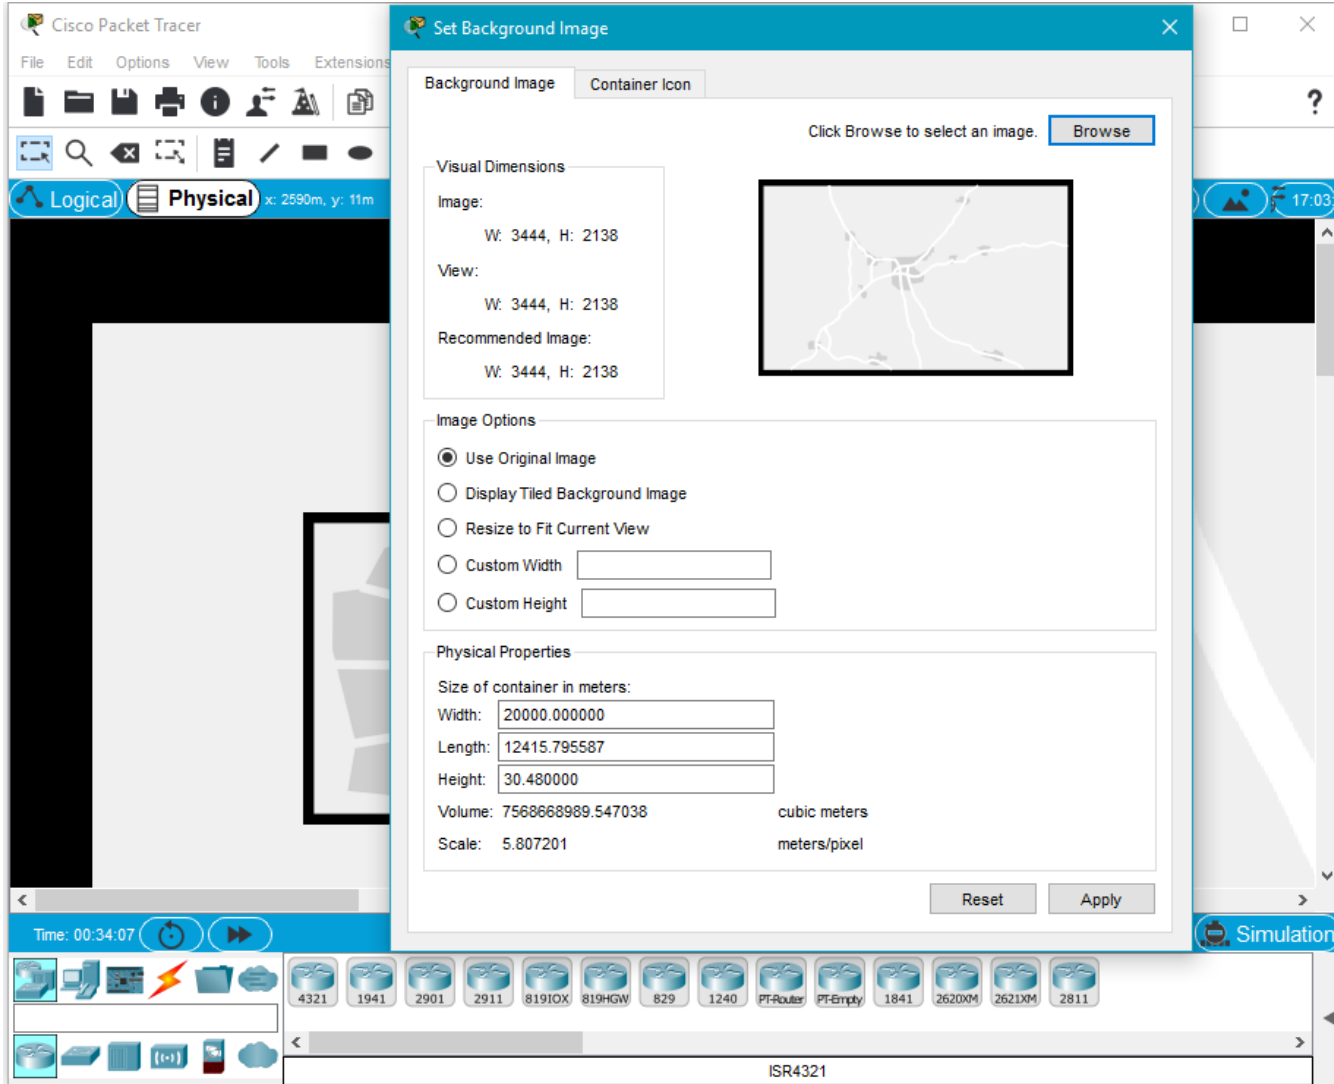 Cisco Packet Tracer
File Edit Options View Tools Extensions
Logical Physical x: 2590m, y: 11m
17:03:
Set Background Image
Background Image Container Icon
Click Browse to select an image. Browse
Visual Dimensions
Image:
W: 3444, H: 2138
View:
W: 3444, H: 2138
Recommended Image:
W: 3444, H: 2138
Image Options
Use Original Image
Display Tiled Background Image
Resize to Fit Current View
Custom Width
Custom Height
Physical Properties
Size of container in meters:
Width: 20000.000000
Length: 12415.795587
Height: 30.480000
Volume: 7568668989.547038 cubic meters
Scale: 5.807201 meters/pixel
Reset Apply
Time: 00:34:07
Simulation
4321 1941 2901 2911 819IOX 819HGW 829 1240 PT-Router PT-Empty 1841 2620XM 2621XM 2811
ISR4321